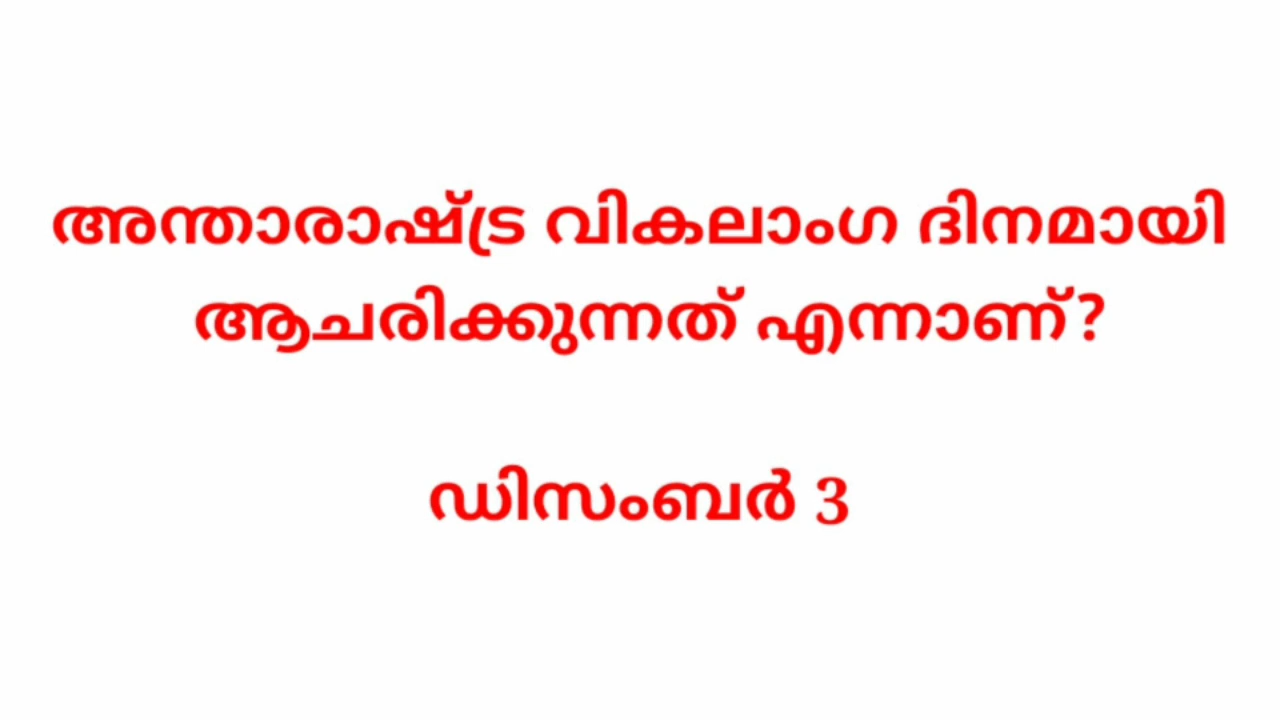 അന്താരാഷ്ട്ര വികലാംഗ ദിനമായി
ആചരിക്കുന്നത് എന്നാണ്?
ഡിസംബർ 3